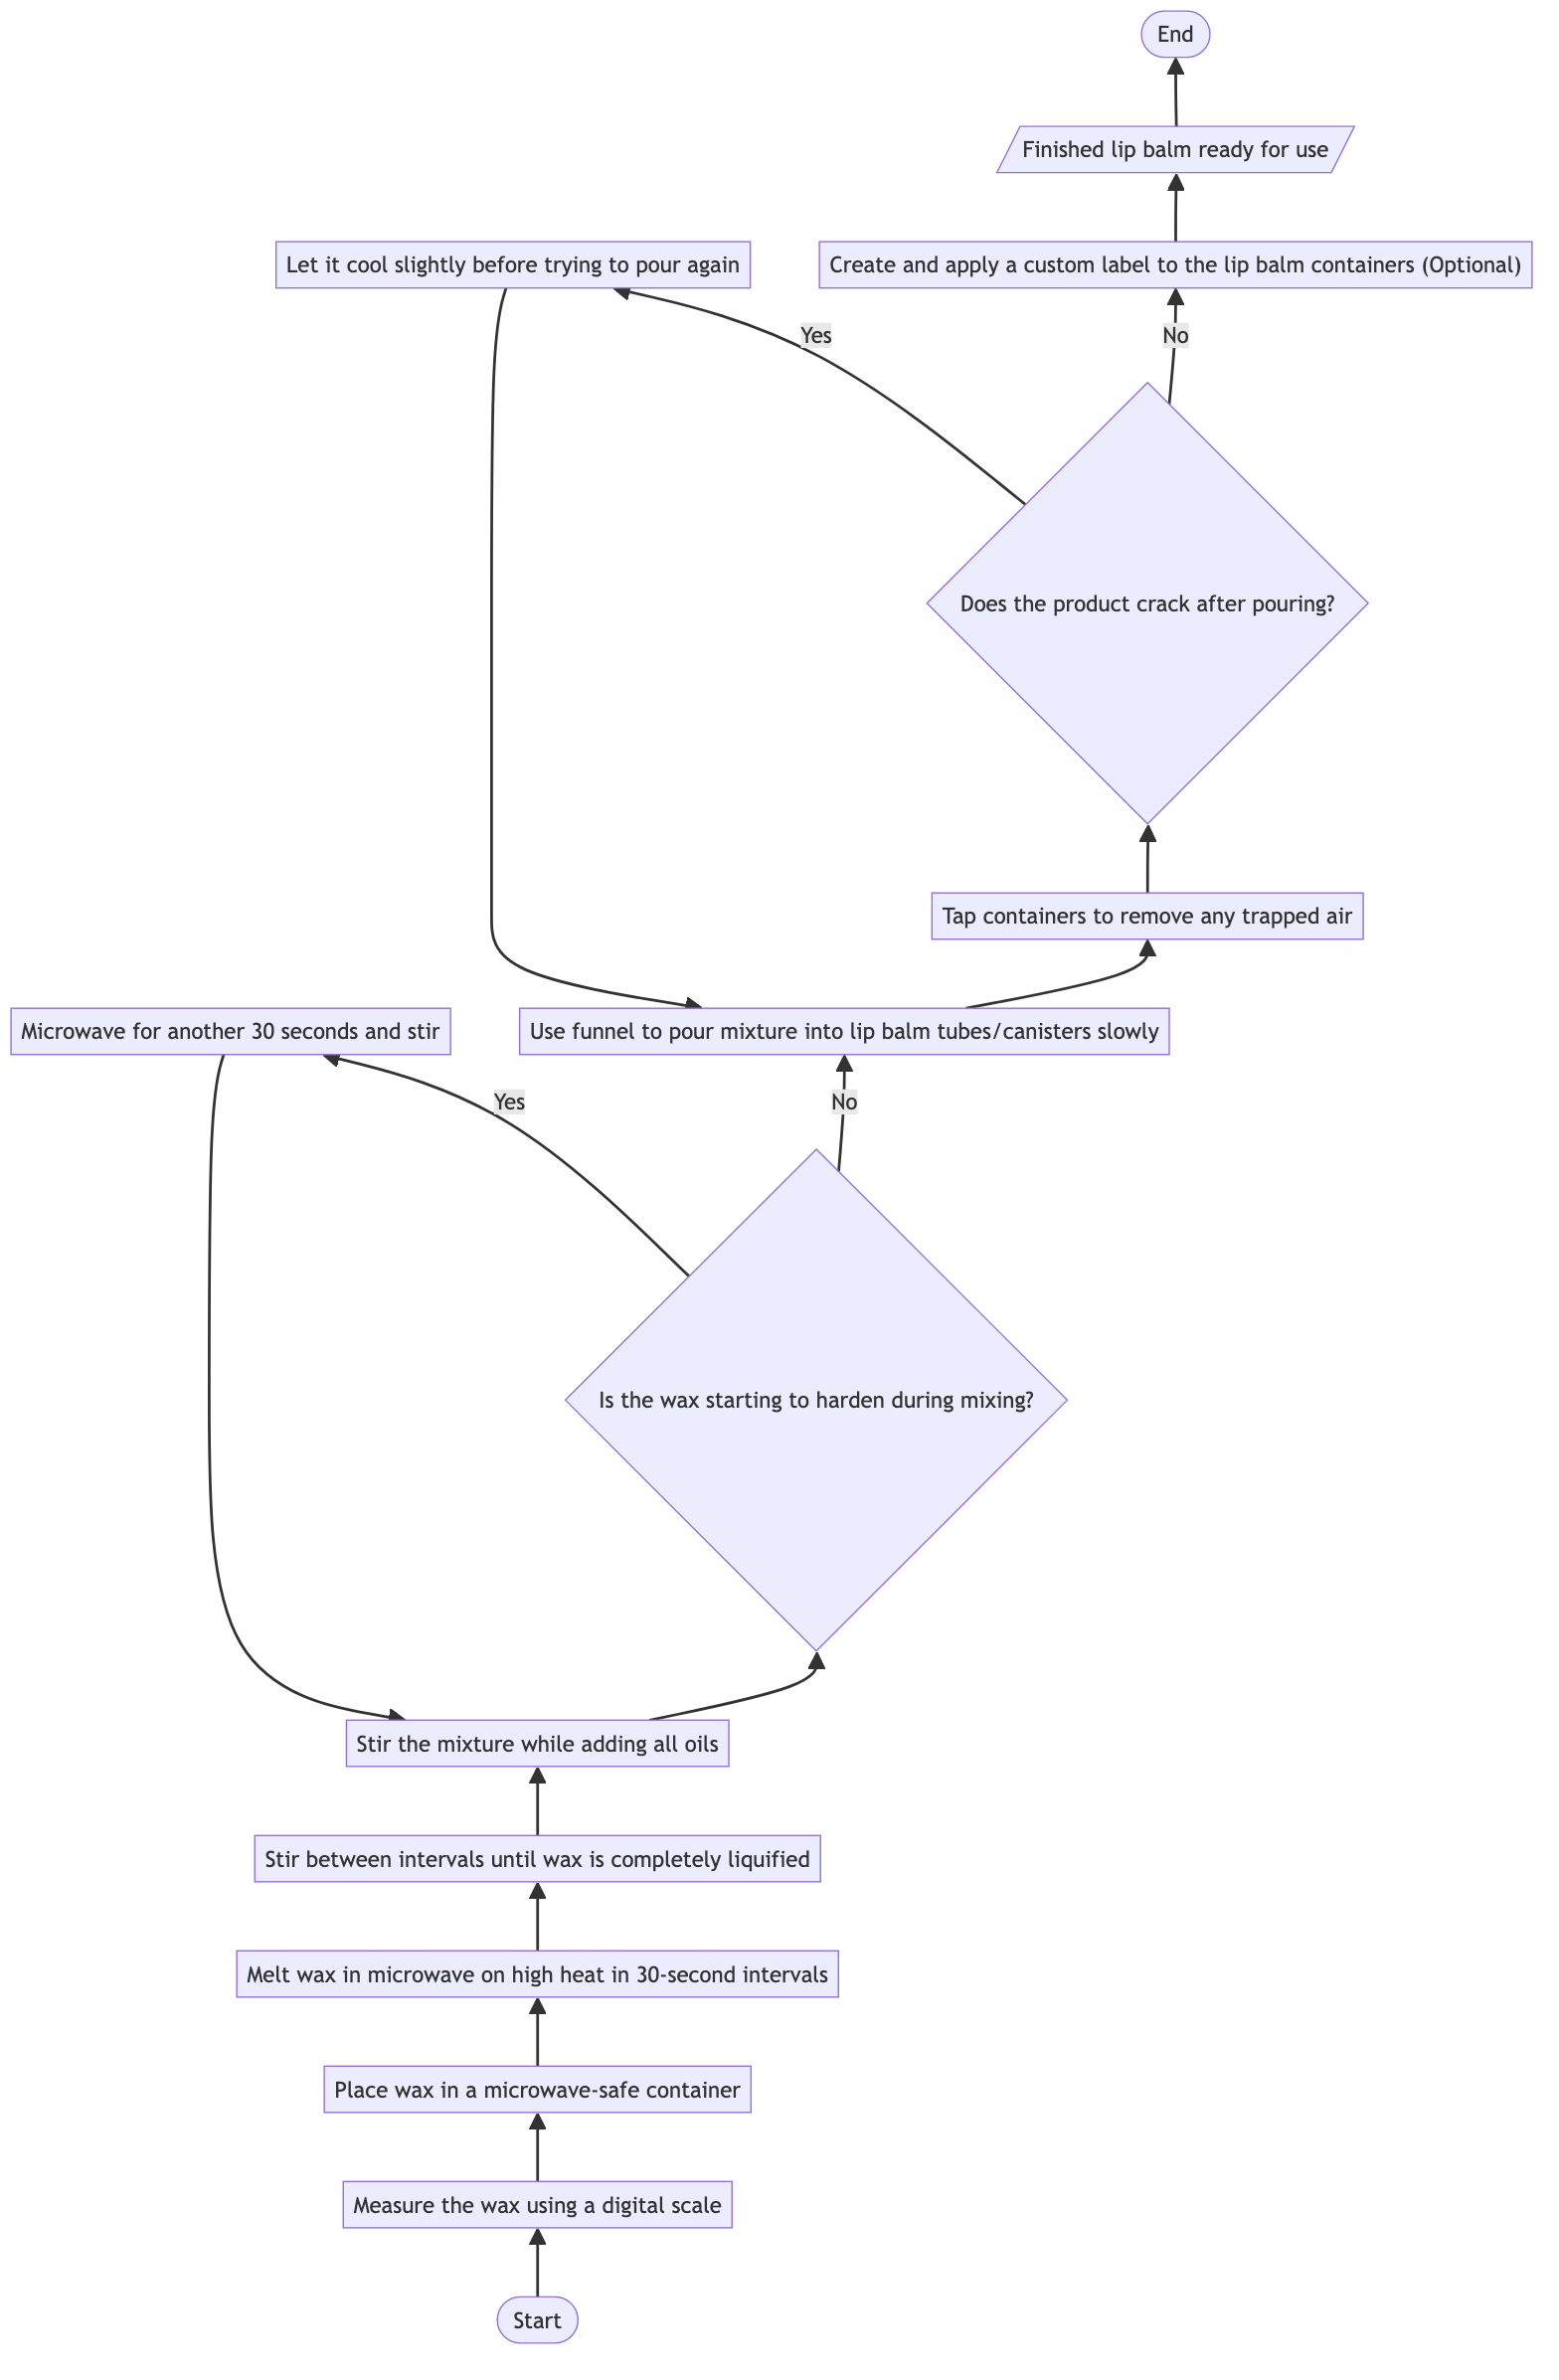 End
Finished lip balm ready for use
Let it cool slightly before trying to pour again
Create and apply a custom label to the lip balm containers (Optional)
Yes
No
Does the product crack after pouring?
Tap containers to remove any trapped air
Microwave for another 30 seconds and stir
Use funnel to pour mixture into lip balm tubes/canisters slowly
Yes
No
Is the wax starting to harden during mixing?
Stir the mixture while adding all oils
Stir between intervals until wax is completely liquified
Melt wax in microwave on high heat in 30-second intervals
Place wax in a microwave-safe container
Measure the wax using a digital scale
Start